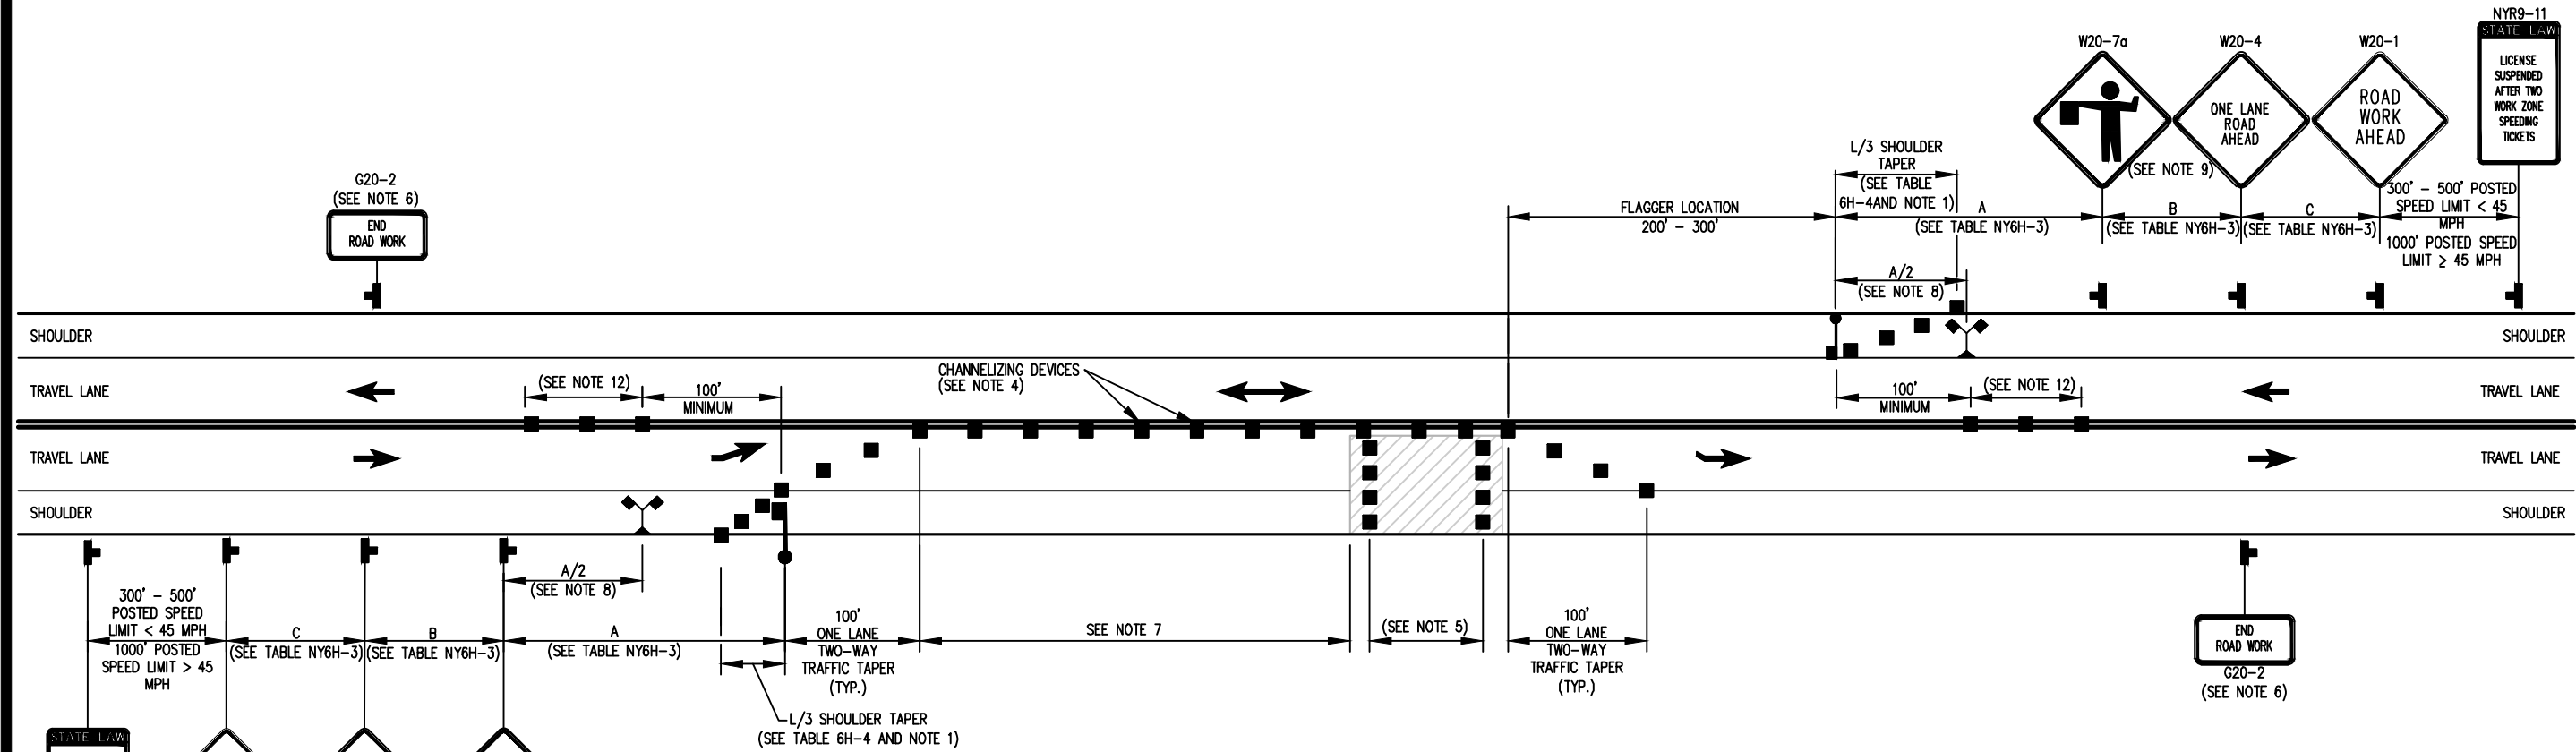 NYR9-11
STATE LAW
LICENSE
SUSPENDED
AFTER TWO
WORK ZONE
SPEEDING
TICKETS
W20-7a
W20-4
W20-1
ONE LANE
ROAD
AHEAD
ROAD
WORK
AHEAD
(SEE NOTE 9)
L/3 SHOULDER
TAPER
(SEE TABLE
6H-4AND NOTE 1)
G20-2
(SEE NOTE 6)
END
ROAD WORK
FLAGGER LOCATION
200' - 300'
A
(SEE TABLE NY6H-3)
B
(SEE TABLE NY6H-3)
C
(SEE TABLE NY6H-3)
300' - 500' POSTED
SPEED LIMIT < 45
MPH
1000' POSTED SPEED
LIMIT ≥ 45 MPH
A/2
(SEE NOTE 8)
SHOULDER
SHOULDER
TRAVEL LANE
(SEE NOTE 12)
100'
MINIMUM
CHANNELIZING DEVICES
(SEE NOTE 4)
100'
MINIMUM
(SEE NOTE 12)
TRAVEL LANE
TRAVEL LANE
TRAVEL LANE
SHOULDER
SHOULDER
300' - 500'
POSTED SPEED
LIMIT < 45 MPH
1000' POSTED
SPEED LIMIT > 45
MPH
C
(SEE TABLE NY6H-3)
B
(SEE TABLE NY6H-3)
A/2
(SEE NOTE 8)
A
(SEE TABLE NY6H-3)
100'
ONE LANE
TWO-WAY
TRAFFIC TAPER
(TYP.)
SEE NOTE 7
(SEE NOTE 5)
100'
ONE LANE
TWO-WAY
TRAFFIC TAPER
(TYP.)
END
ROAD WORK
G20-2
(SEE NOTE 6)
L/3 SHOULDER TAPER
(SEE TABLE 6H-4 AND NOTE 1)
STATE LAW